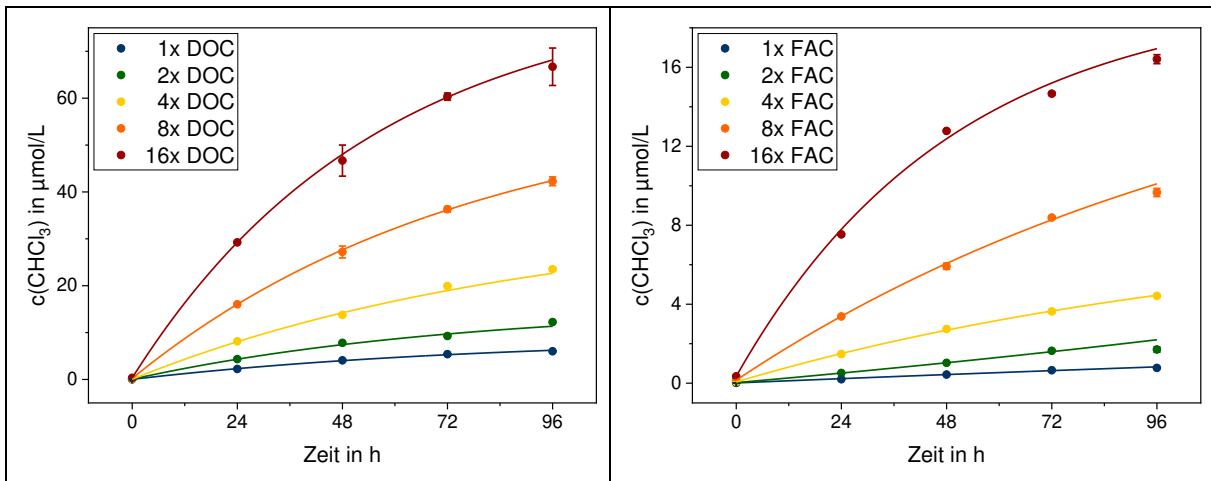 1x DOC
2x DOC
4x DOC
8x DOC
16x DOC
60
40
20
0
c(CHCl₃) in µmol/L
0 24 48 72 96
Zeit in h
1x FAC
2x FAC
4x FAC
8x FAC
16x FAC
16
12
8
4
0
c(CHCl₃) in µmol/L
0 24 48 72 96
Zeit in h